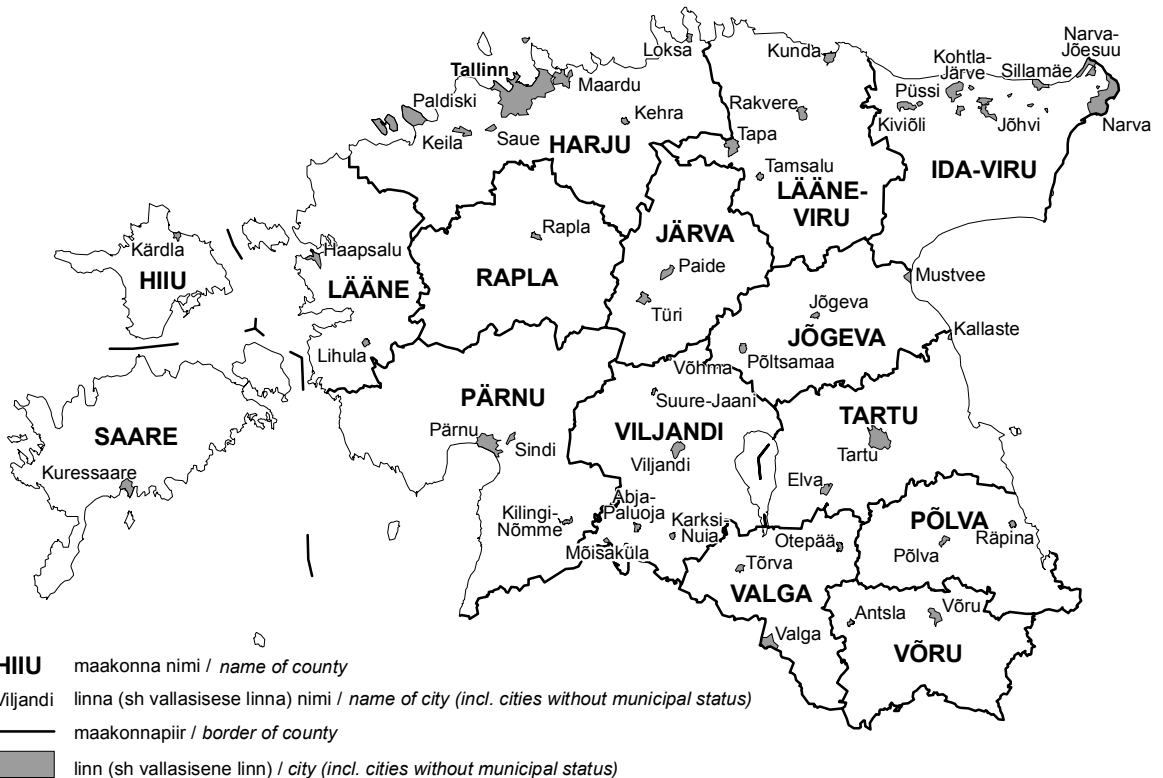 Loksa
Kunda
Narva-
Jõesuu
Kohtla-
Järve
Sillamäe
Tallinn
Maardu
Püssi
Paldiski
Rakvere
Kehra
Kiviõli
Jõhvi
Narva
Keila
Saue
HARJU
Tapa
IDA-VIRU
Tamsalu
LÄÄNE-
VIRU
Kärdla
Rapla
JÄRVA
Haapsalu
Paide
Mustvee
HIIU
LÄÄNE
RAPLA
Türi
Jõgeva
JÕGEVA
Kallaste
Lihula
Põltsamaa
Võhma
PÄRNU
Suure-Jaani
TARTU
SAARE
Pärnu
Sindi
VILJANDI
Viljandi
Tartu
Kuressaare
Elva
Abja-
Paluoja
Kilingi-
Nõmme
Karksi-
Nuia
PÕLVA
Otepää
Räpina
Mõisaküla
Põlva
Tõrva
VALGA
Antsla
Võru
Valga
VÕRU
HIIU maakonna nimi / name of county
Viljandi linna (sh vallasisese linna) nimi / name of city (incl. cities without municipal status)
maakonnapiir / border of county
linn (sh vallasisene linn) / city (incl. cities without municipal status)